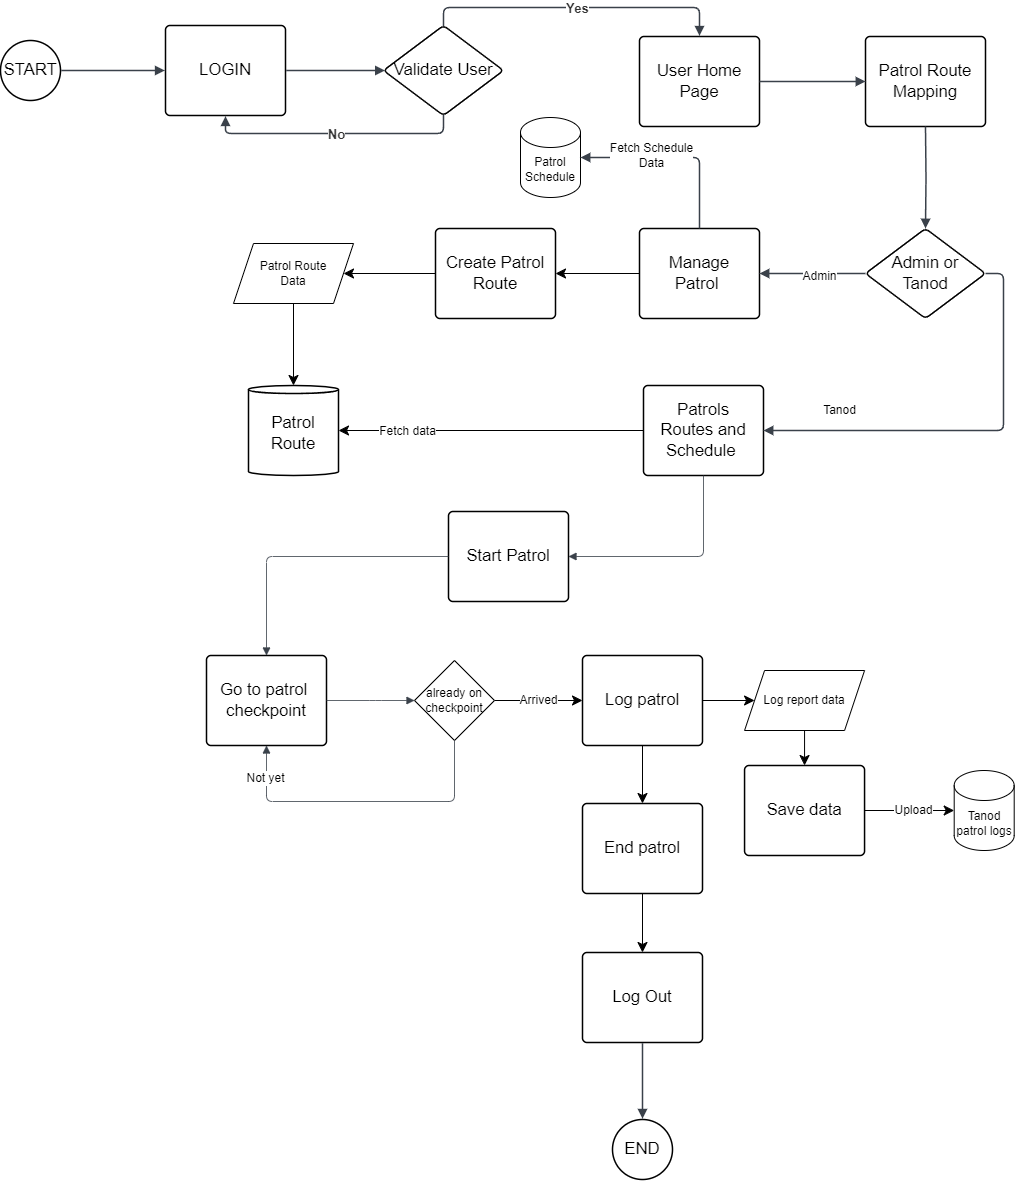 Yes
START
LOGIN
Validate User
User Home
Page
Patrol Route
Mapping
No
Patrol
Schedule
Fetch Schedule
Data
Patrol Route
Data
Create Patrol
Route
Manage
Patrol
Admin
Admin or
Tanod
Patrol
Route
Fetch data
Patrols
Routes and
Schedule
Tanod
Start Patrol
Go to patrol
checkpoint
already on
checkpoint
Arrived
Log patrol
Log report data
Not yet
End patrol
Save data
Upload
Tanod
patrol logs
Log Out
END